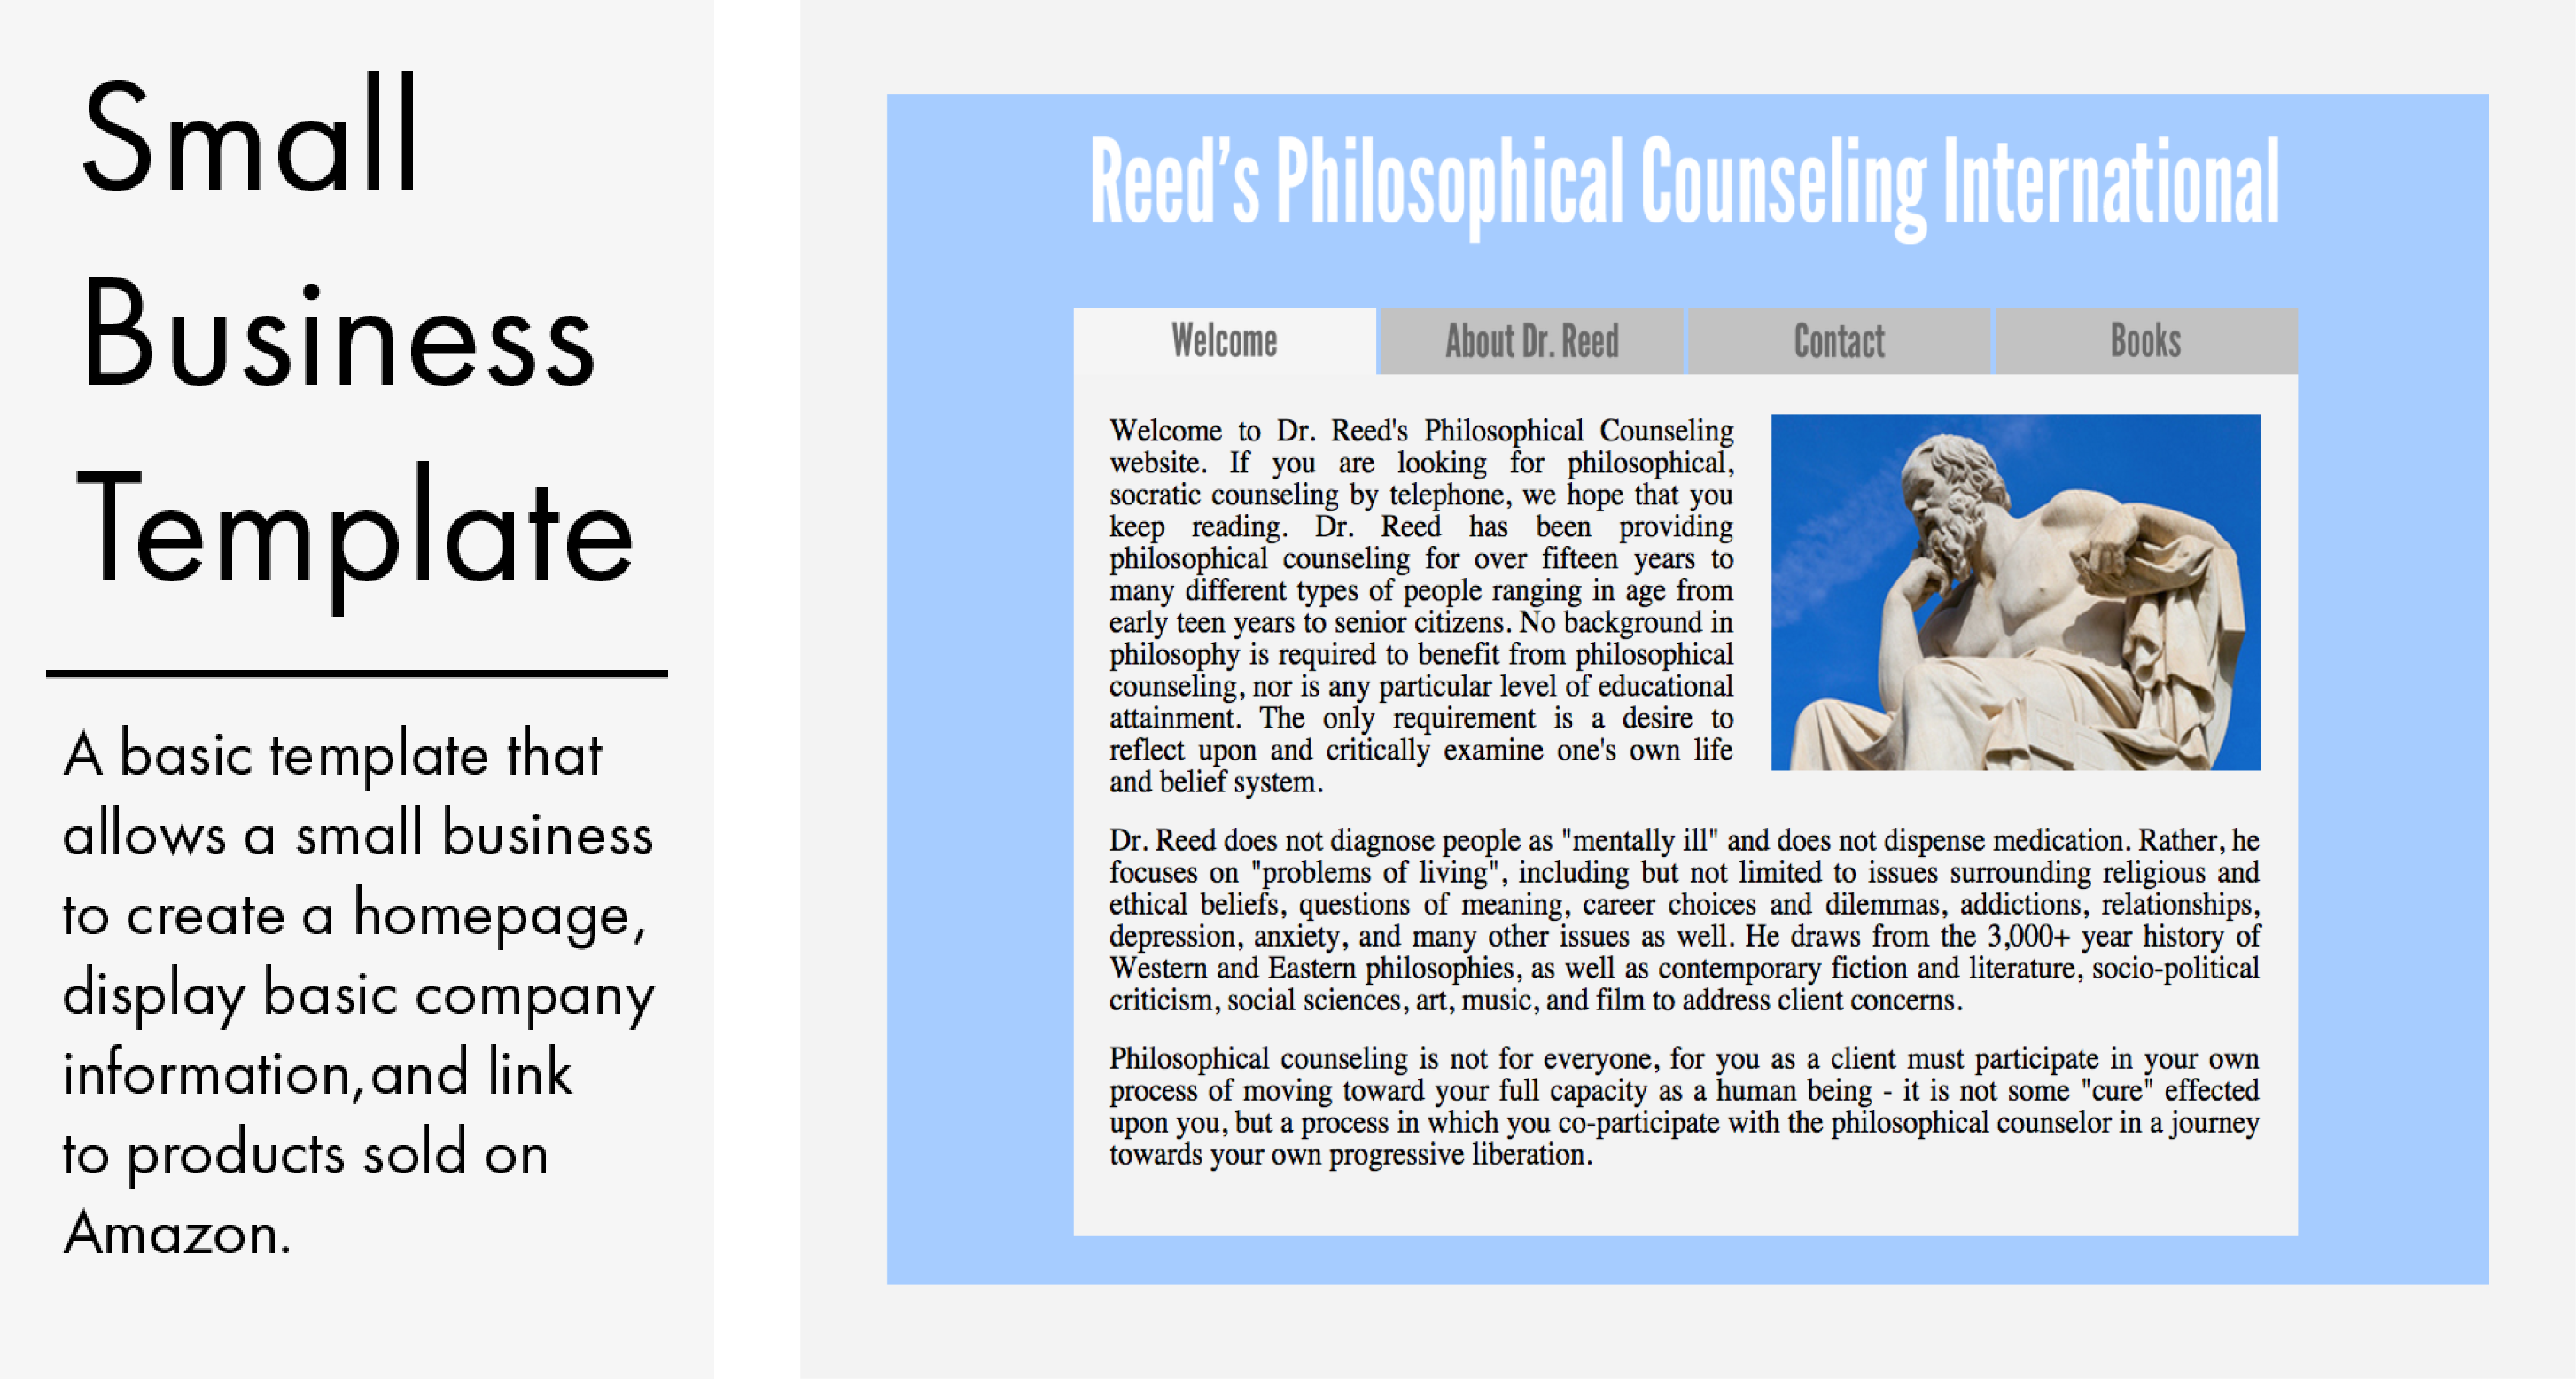 Small
Business
Template
A basic template that
allows a small business
to create a homepage,
display basic company
information,and link
to products sold on
Amazon.
Reed’s Philosophical Counseling International
Welcome About Dr. Reed Contact Books
Welcome to Dr. Reed's Philosophical Counseling
website. If you are looking for philosophical,
socratic counseling by telephone, we hope that you
keep reading. Dr. Reed has been providing
philosophical counseling for over fifteen years to
many different types of people ranging in age from
early teen years to senior citizens. No background in
philosophy is required to benefit from philosophical
counseling, nor is any particular level of educational
attainment. The only requirement is a desire to
reflect upon and critically examine one's own life
and belief system.
Dr. Reed does not diagnose people as "mentally ill" and does not dispense medication. Rather, he
focuses on "problems of living", including but not limited to issues surrounding religious and
ethical beliefs, questions of meaning, career choices and dilemmas, addictions, relationships,
depression, anxiety, and many other issues as well. He draws from the 3,000+ year history of
Western and Eastern philosophies, as well as contemporary fiction and literature, socio-political
criticism, social sciences, art, music, and film to address client concerns.
Philosophical counseling is not for everyone, for you as a client must participate in your own
process of moving toward your full capacity as a human being - it is not some "cure" effected
upon you, but a process in which you co-participate with the philosophical counselor in a journey
towards your own progressive liberation.